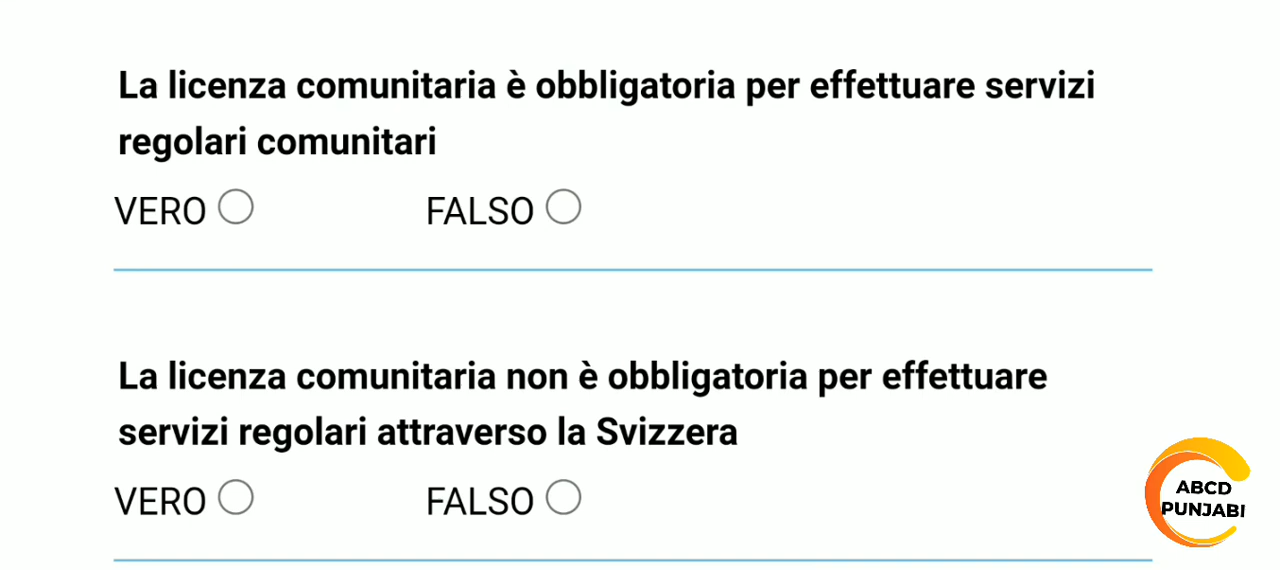 La licenza comunitaria è obbligatoria per effettuare servizi
regolari comunitari
VERO FALSO
La licenza comunitaria non è obbligatoria per effettuare
servizi regolari attraverso la Svizzera
VERO FALSO
ABCD
PUNJABI